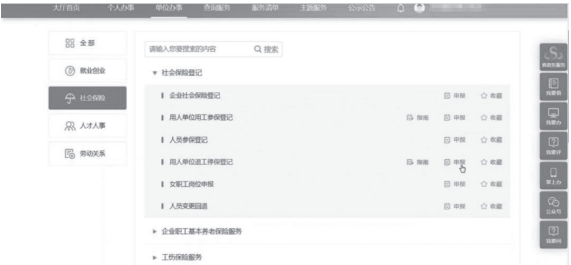 大厅首页 个人办事 单位办事 查询服务 服务清单 主题服务 公示公告
全部
就业创业
社会保险
人才人事
劳动关系
请输入您要搜索的内容 搜索
社会保险登记
企业社会保险登记 申报 收藏
用人单位用工参保登记 指南 申报 收藏
人员参保登记 申报 收藏
用人单位退工停保登记 指南 申报 收藏
女职工岗位申报 申报 收藏
人员变更回退 申报 收藏
企业职工基本养老保险服务
工伤保险服务
我要办
我要评
掌上办
公众号
我要问